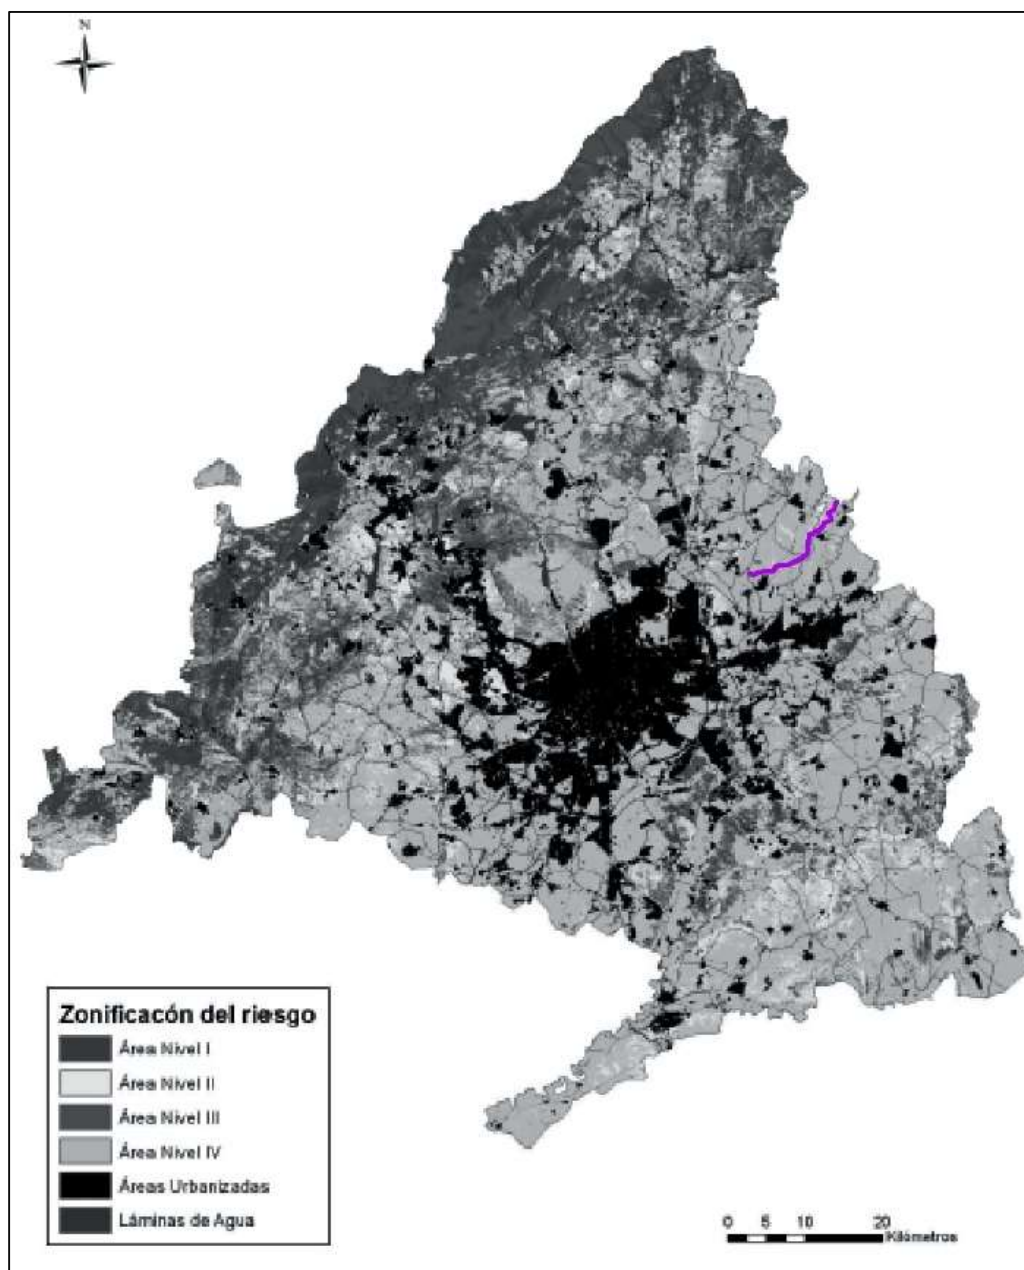 N
Zonificacón del riesgo
Área Nivel I
Área Nivel II
Área Nivel III
Área Nivel IV
Áreas Urbanizadas
Láminas de Agua
0 5 10 20
Kilómetros